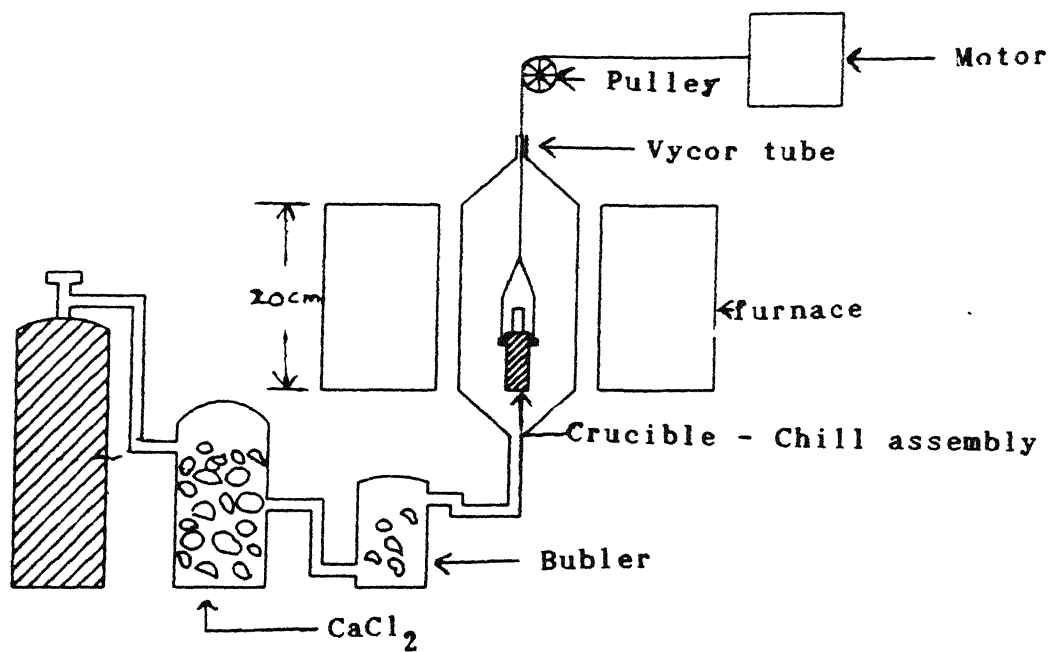 Motor
Pulley
Vycor tube
20cm
furnace
Crucible - Chill assembly
Bubler
CaCl₂